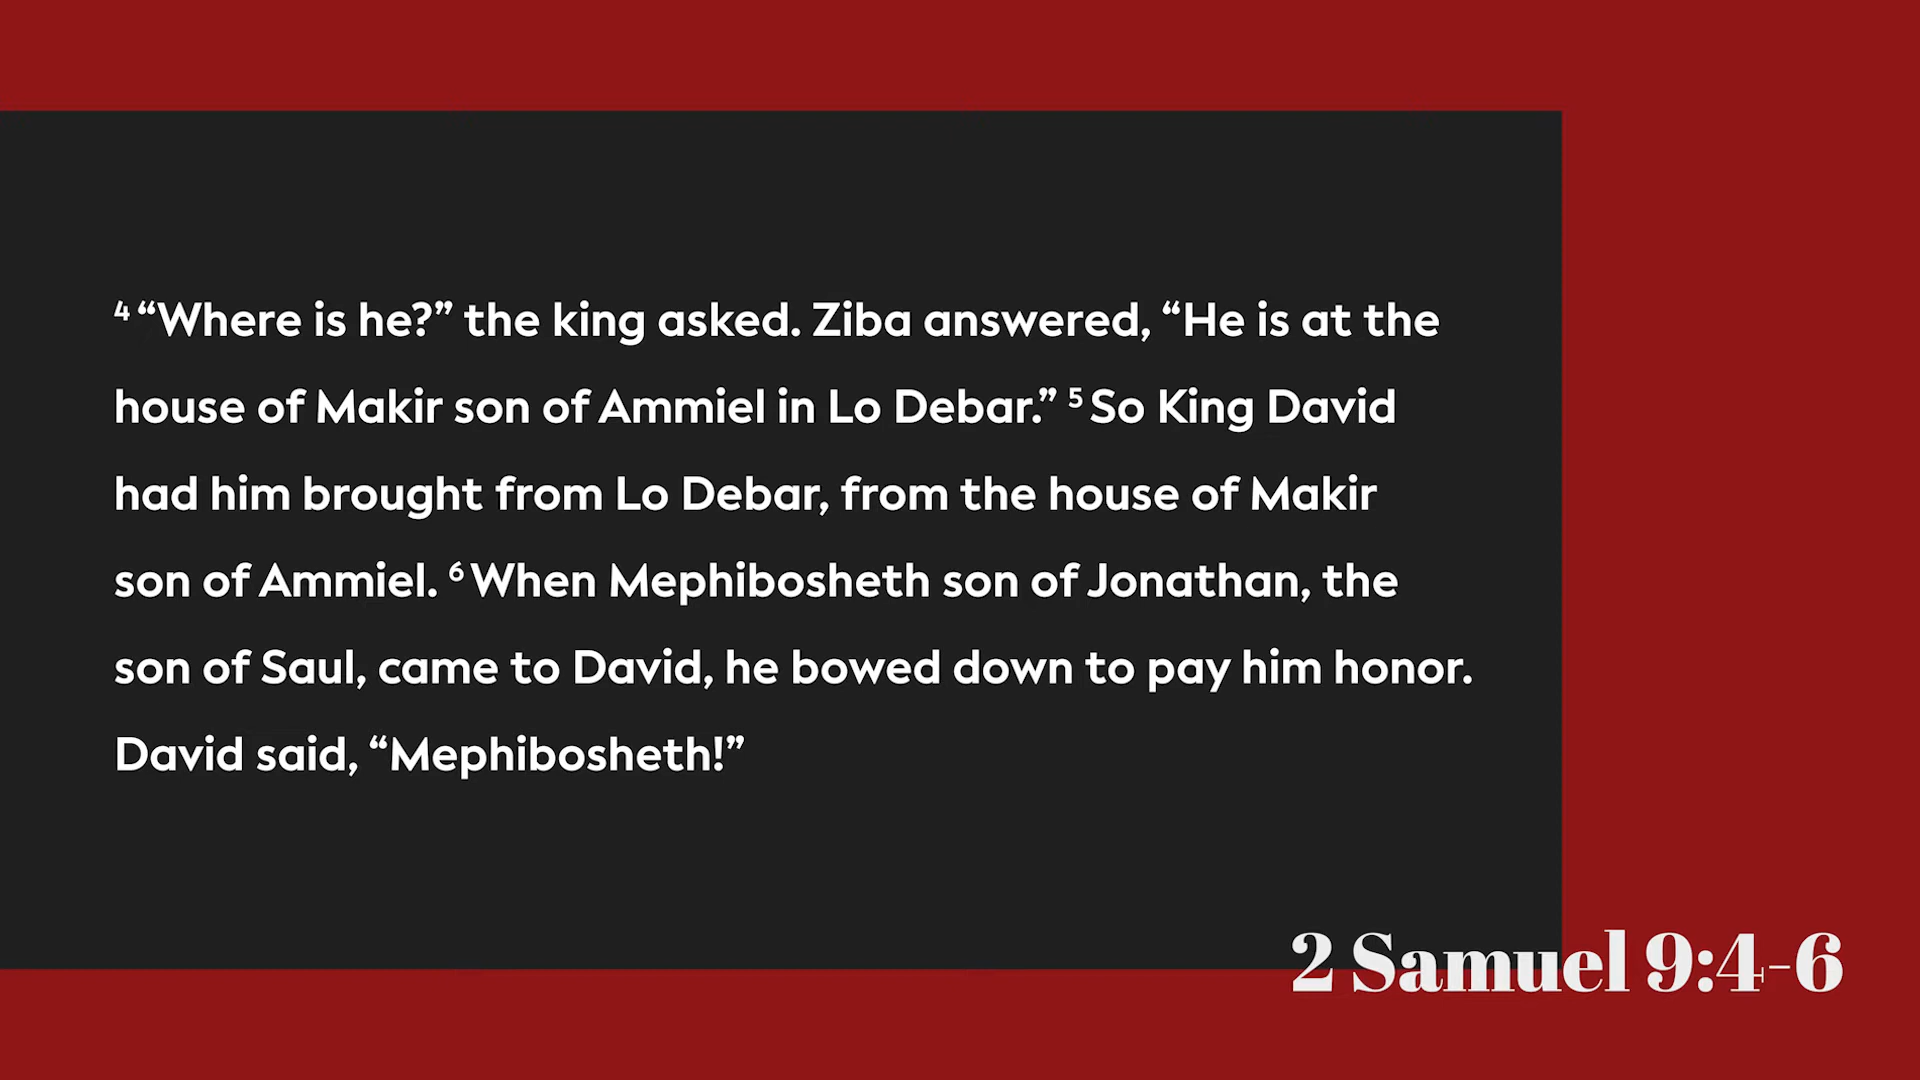 ⁴ “Where is he?” the king asked. Ziba answered, “He is at the
house of Makir son of Ammiel in Lo Debar.” ⁵ So King David
had him brought from Lo Debar, from the house of Makir
son of Ammiel. ⁶ When Mephibosheth son of Jonathan, the
son of Saul, came to David, he bowed down to pay him honor.
David said, “Mephibosheth!”
2 Samuel 9:4-6